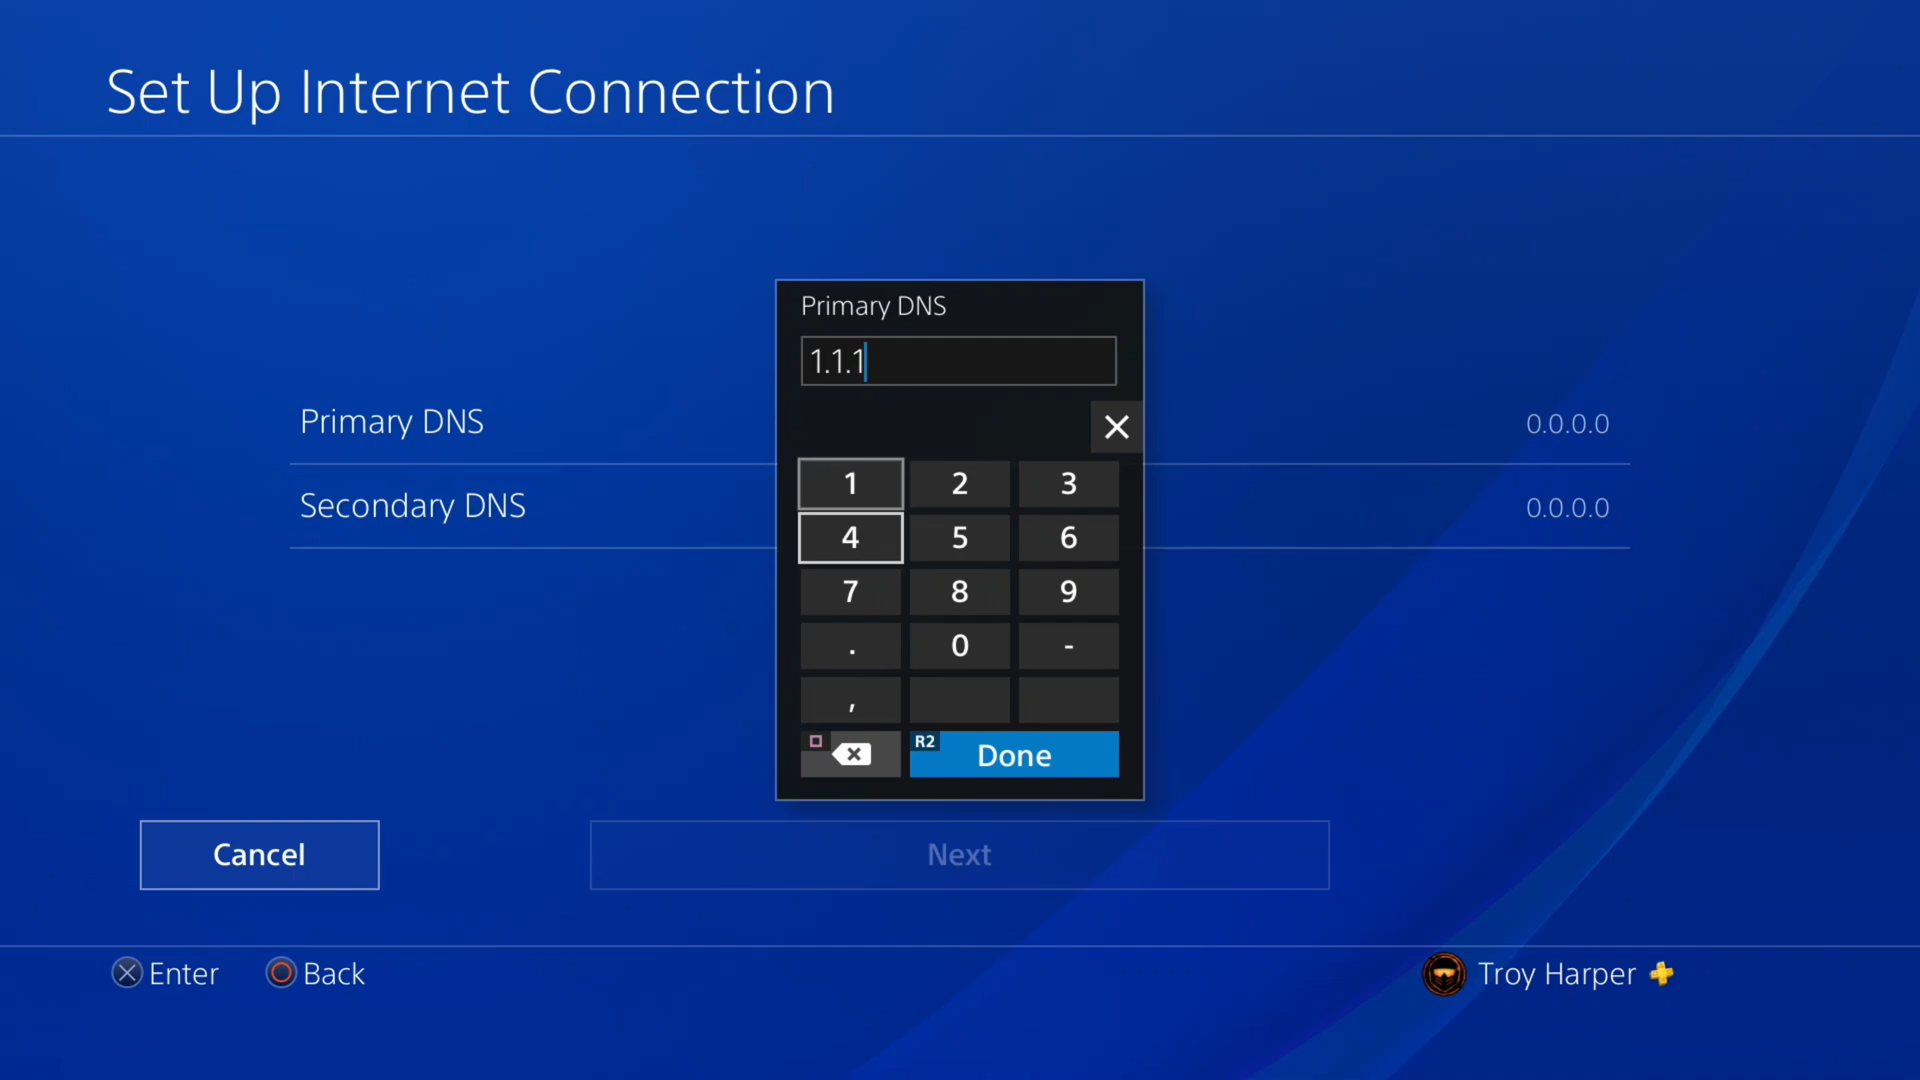 Set Up Internet Connection
Primary DNS
1.1.1
Primary DNS
0.0.0.0
Secondary DNS
0.0.0.0
1 2 3
4 5 6
7 8 9
. 0 -
,
R2 Done
Cancel
Next
Enter
Back
Troy Harper